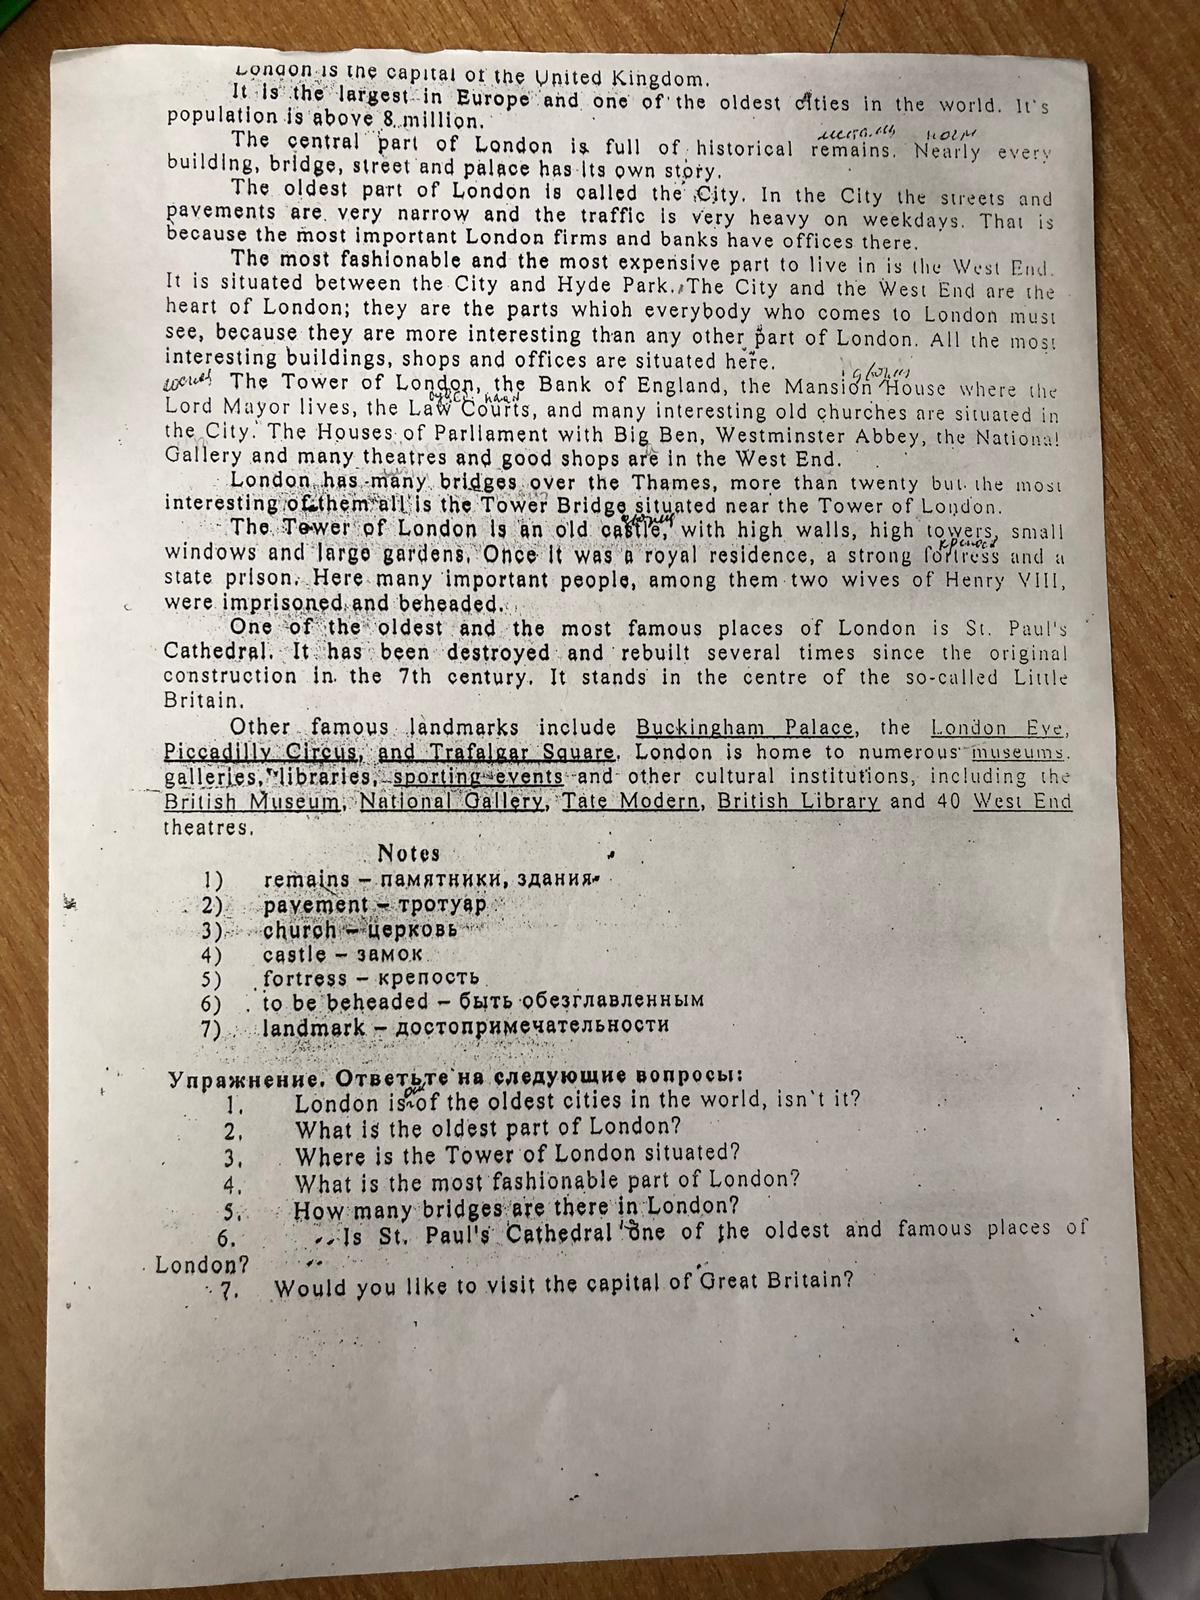 London is the capital of the United Kingdom.
It is the largest in Europe and one of the oldest cities in the world. It's
population is above 8 million.
The central part of London is full of historical remains. Nearly every
building, bridge, street and palace has its own story.
The oldest part of London is called the City. In the City the streets and
pavements are very narrow and the traffic is very heavy on weekdays. That is
because the most important London firms and banks have offices there.
The most fashionable and the most expensive part to live in is the West End.
It is situated between the City and Hyde Park. The City and the West End are the
heart of London; they are the parts whioh everybody who comes to London must
see, because they are more interesting than any other part of London. All the most
interesting buildings, shops and offices are situated here.
The Tower of London, the Bank of England, the Mansion House where the
Lord Mayor lives, the Law Courts, and many interesting old churches are situated in
the City. The Houses of Parlliament with Big Ben, Westminster Abbey, the National
Gallery and many theatres and good shops are in the West End.
London has many bridges over the Thames, more than twenty but the most
interesting of them all is the Tower Bridge situated near the Tower of London.
The Tower of London is an old castle, with high walls, high towers, small
windows and large gardens. Once it was a royal residence, a strong fortress and a
state prison. Here many important people, among them two wives of Henry VIII,
were imprisoned and beheaded.
One of the oldest and the most famous places of London is St. Paul's
Cathedral. It has been destroyed and rebuilt several times since the original
construction in the 7th century. It stands in the centre of the so-called Little
Britain.
Other famous landmarks include Buckingham Palace, the London Eye,
Piccadilly Circus, and Trafalgar Square. London is home to numerous museums,
galleries, libraries, sporting events and other cultural institutions, including the
British Museum, National Gallery, Tate Modern, British Library and 40 West End
theatres.
Notes
1) remains – памятники, здания
2) pavement – тротуар
3) church – церковь
4) castle – замок
5) fortress – крепость
6) to be beheaded – быть обезглавленным
7) landmark – достопримечательности
Упражнение. Ответьте на следующие вопросы:
1. London is of the oldest cities in the world, isn`t it?
2. What is the oldest part of London?
3. Where is the Tower of London situated?
4. What is the most fashionable part of London?
5. How many bridges are there in London?
6. Is St. Paul's Cathedral one of the oldest and famous places of
London?
7. Would you like to visit the capital of Great Britain?